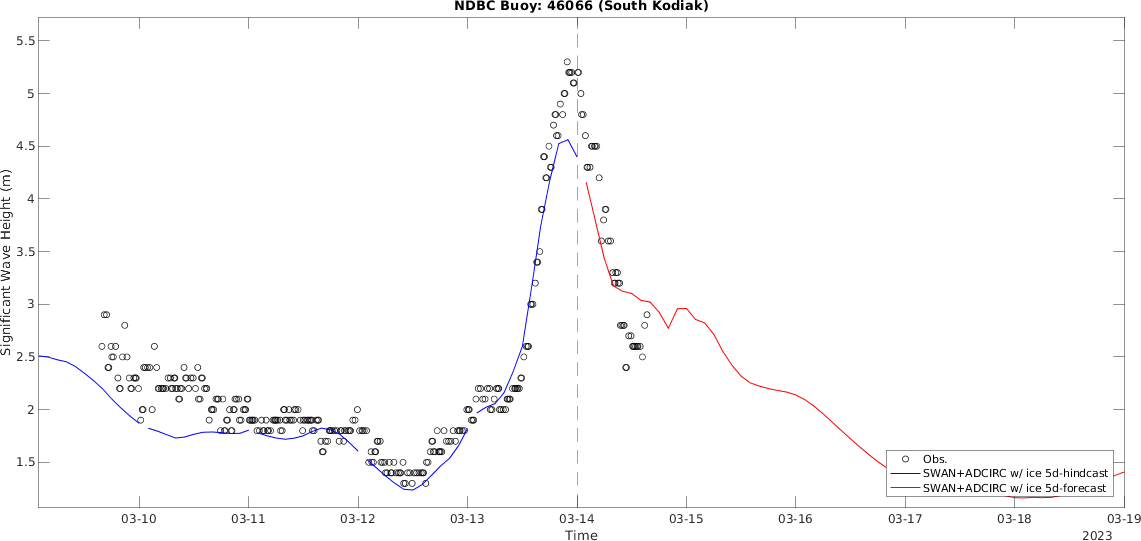 NDBC Buoy: 46066 (South Kodiak)
5.5
5
4.5
4
3.5
3
2.5
2
1.5
Significant Wave Height (m)
Obs.
SWAN+ADCIRC w/ ice 5d-hindcast
SWAN+ADCIRC w/ ice 5d-forecast
03-10 03-11 03-12 03-13 03-14 03-15 03-16 03-17 03-18 03-19
Time
2023